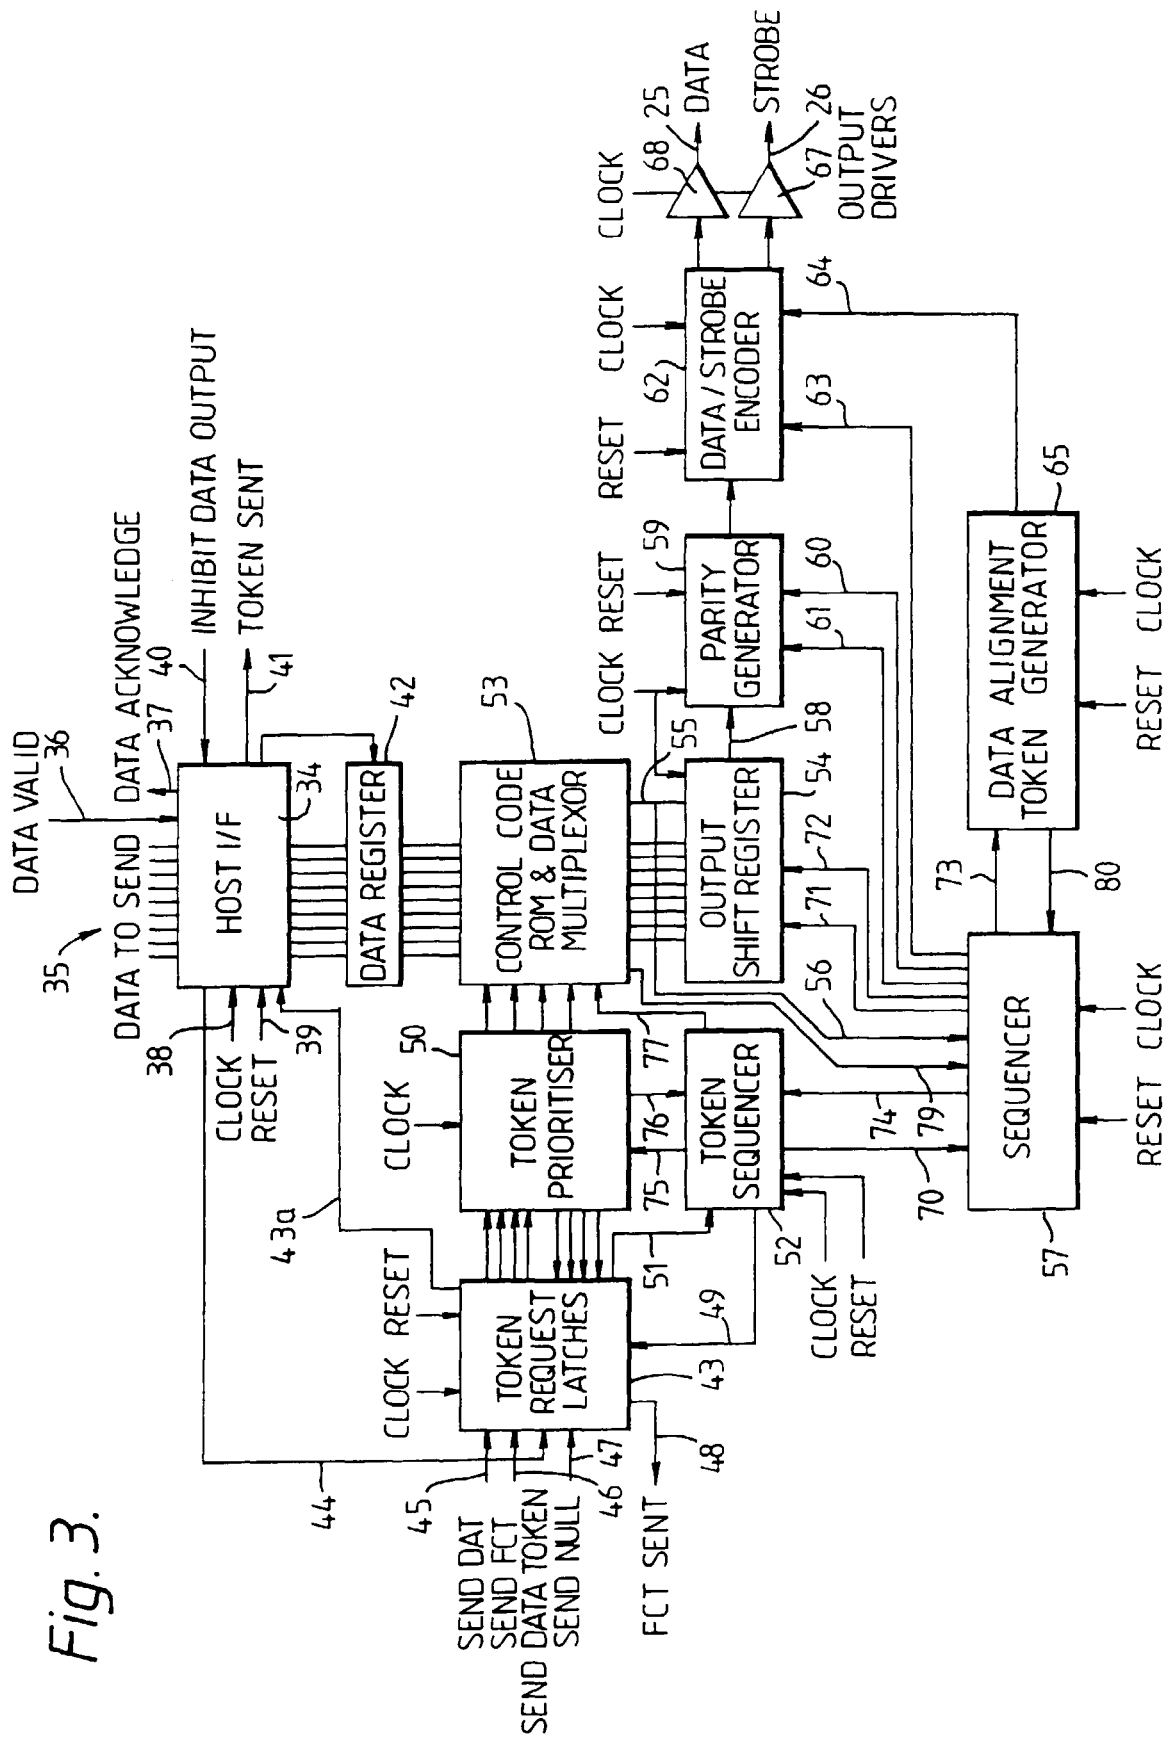 Fig. 3.
35
DATA VALID
36
DATA TO SEND
DATA ACKNOWLEDGE
37
40
INHIBIT DATA OUTPUT
TOKEN SENT
41
38
CLOCK
RESET
39
HOST I/F
34
44
43a
DATA REGISTER
42
CLOCK RESET
CLOCK
50
53
45
SEND DAT
SEND FCT
SEND DATA TOKEN
SEND NULL
46
47
TOKEN
REQUEST
LATCHES
43
TOKEN
PRIORITISER
CONTROL CODE
ROM & DATA
MULTIPLEXOR
48
FCT SENT
49
51
75
76
77
55
CLOCK RESET
59
RESET
62
CLOCK
CLOCK
68
25
DATA
STROBE
26
67
OUTPUT
DRIVERS
TOKEN
SEQUENCER
52
OUTPUT
SHIFT REGISTER
54
58
PARITY
GENERATOR
DATA / STROBE
ENCODER
CLOCK
RESET
70
74
79
56
71
72
61
60
63
64
SEQUENCER
57
73
80
DATA ALIGNMENT
TOKEN GENERATOR
65
RESET CLOCK
RESET CLOCK